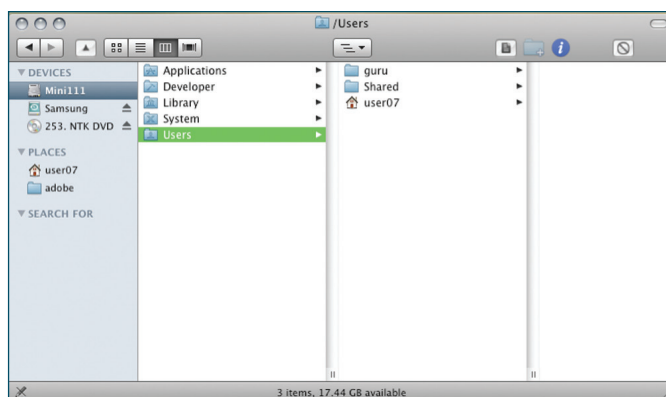 /Users
DEVICES
Mini111
Samsung
253. NTK DVD
PLACES
user07
adobe
SEARCH FOR
Applications
Developer
Library
System
Users
guru
Shared
user07
3 items, 17.44 GB available